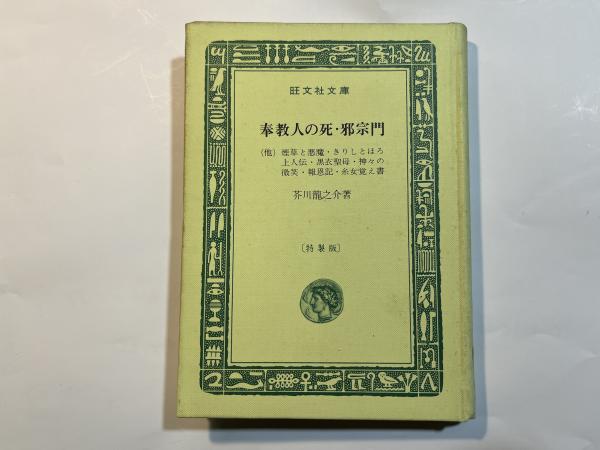 旺文社文庫
奉教人の死・邪宗門
(他) 煙草と悪魔・きりしとほろ
上人伝・黒衣聖母・神々の
微笑・報恩記・糸女覚え書
芥川龍之介著
〔特製版〕